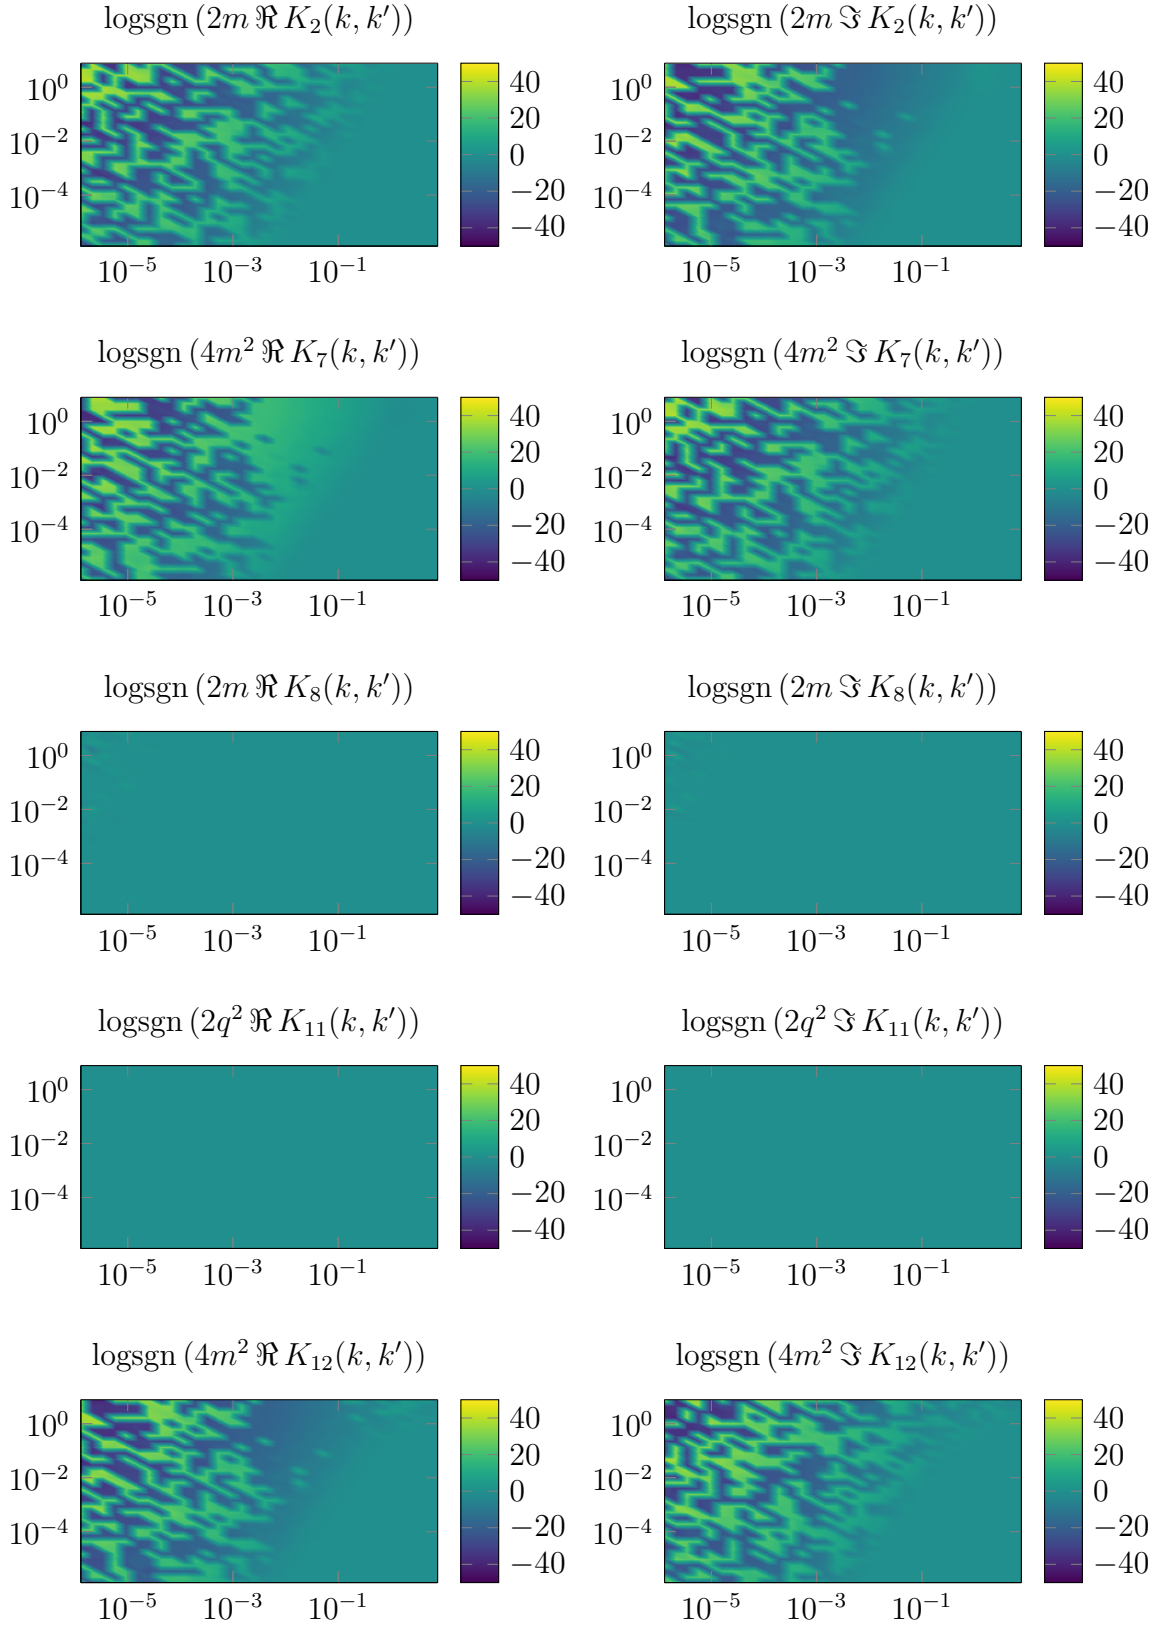 logsgn (2m ℜ K₂(k, k′)) logsgn (2m ℑ K₂(k, k′))
10⁰ 40 10⁰ 40
20 20
10⁻² 0 10⁻² 0
10⁻⁴ −20 10⁻⁴ −20
−40 −40
10⁻⁵ 10⁻³ 10⁻¹ 10⁻⁵ 10⁻³ 10⁻¹
logsgn (4m² ℜ K₇(k, k′)) logsgn (4m² ℑ K₇(k, k′))
10⁰ 40 10⁰ 40
20 20
10⁻² 0 10⁻² 0
10⁻⁴ −20 10⁻⁴ −20
−40 −40
10⁻⁵ 10⁻³ 10⁻¹ 10⁻⁵ 10⁻³ 10⁻¹
logsgn (2m ℜ K₈(k, k′)) logsgn (2m ℑ K₈(k, k′))
10⁰ 40 10⁰ 40
20 20
10⁻² 0 10⁻² 0
10⁻⁴ −20 10⁻⁴ −20
−40 −40
10⁻⁵ 10⁻³ 10⁻¹ 10⁻⁵ 10⁻³ 10⁻¹
logsgn (2q² ℜ K₁₁(k, k′)) logsgn (2q² ℑ K₁₁(k, k′))
10⁰ 40 10⁰ 40
20 20
10⁻² 0 10⁻² 0
10⁻⁴ −20 10⁻⁴ −20
−40 −40
10⁻⁵ 10⁻³ 10⁻¹ 10⁻⁵ 10⁻³ 10⁻¹
logsgn (4m² ℜ K₁₂(k, k′)) logsgn (4m² ℑ K₁₂(k, k′))
10⁰ 40 10⁰ 40
20 20
10⁻² 0 10⁻² 0
10⁻⁴ −20 10⁻⁴ −20
−40 −40
10⁻⁵ 10⁻³ 10⁻¹ 10⁻⁵ 10⁻³ 10⁻¹